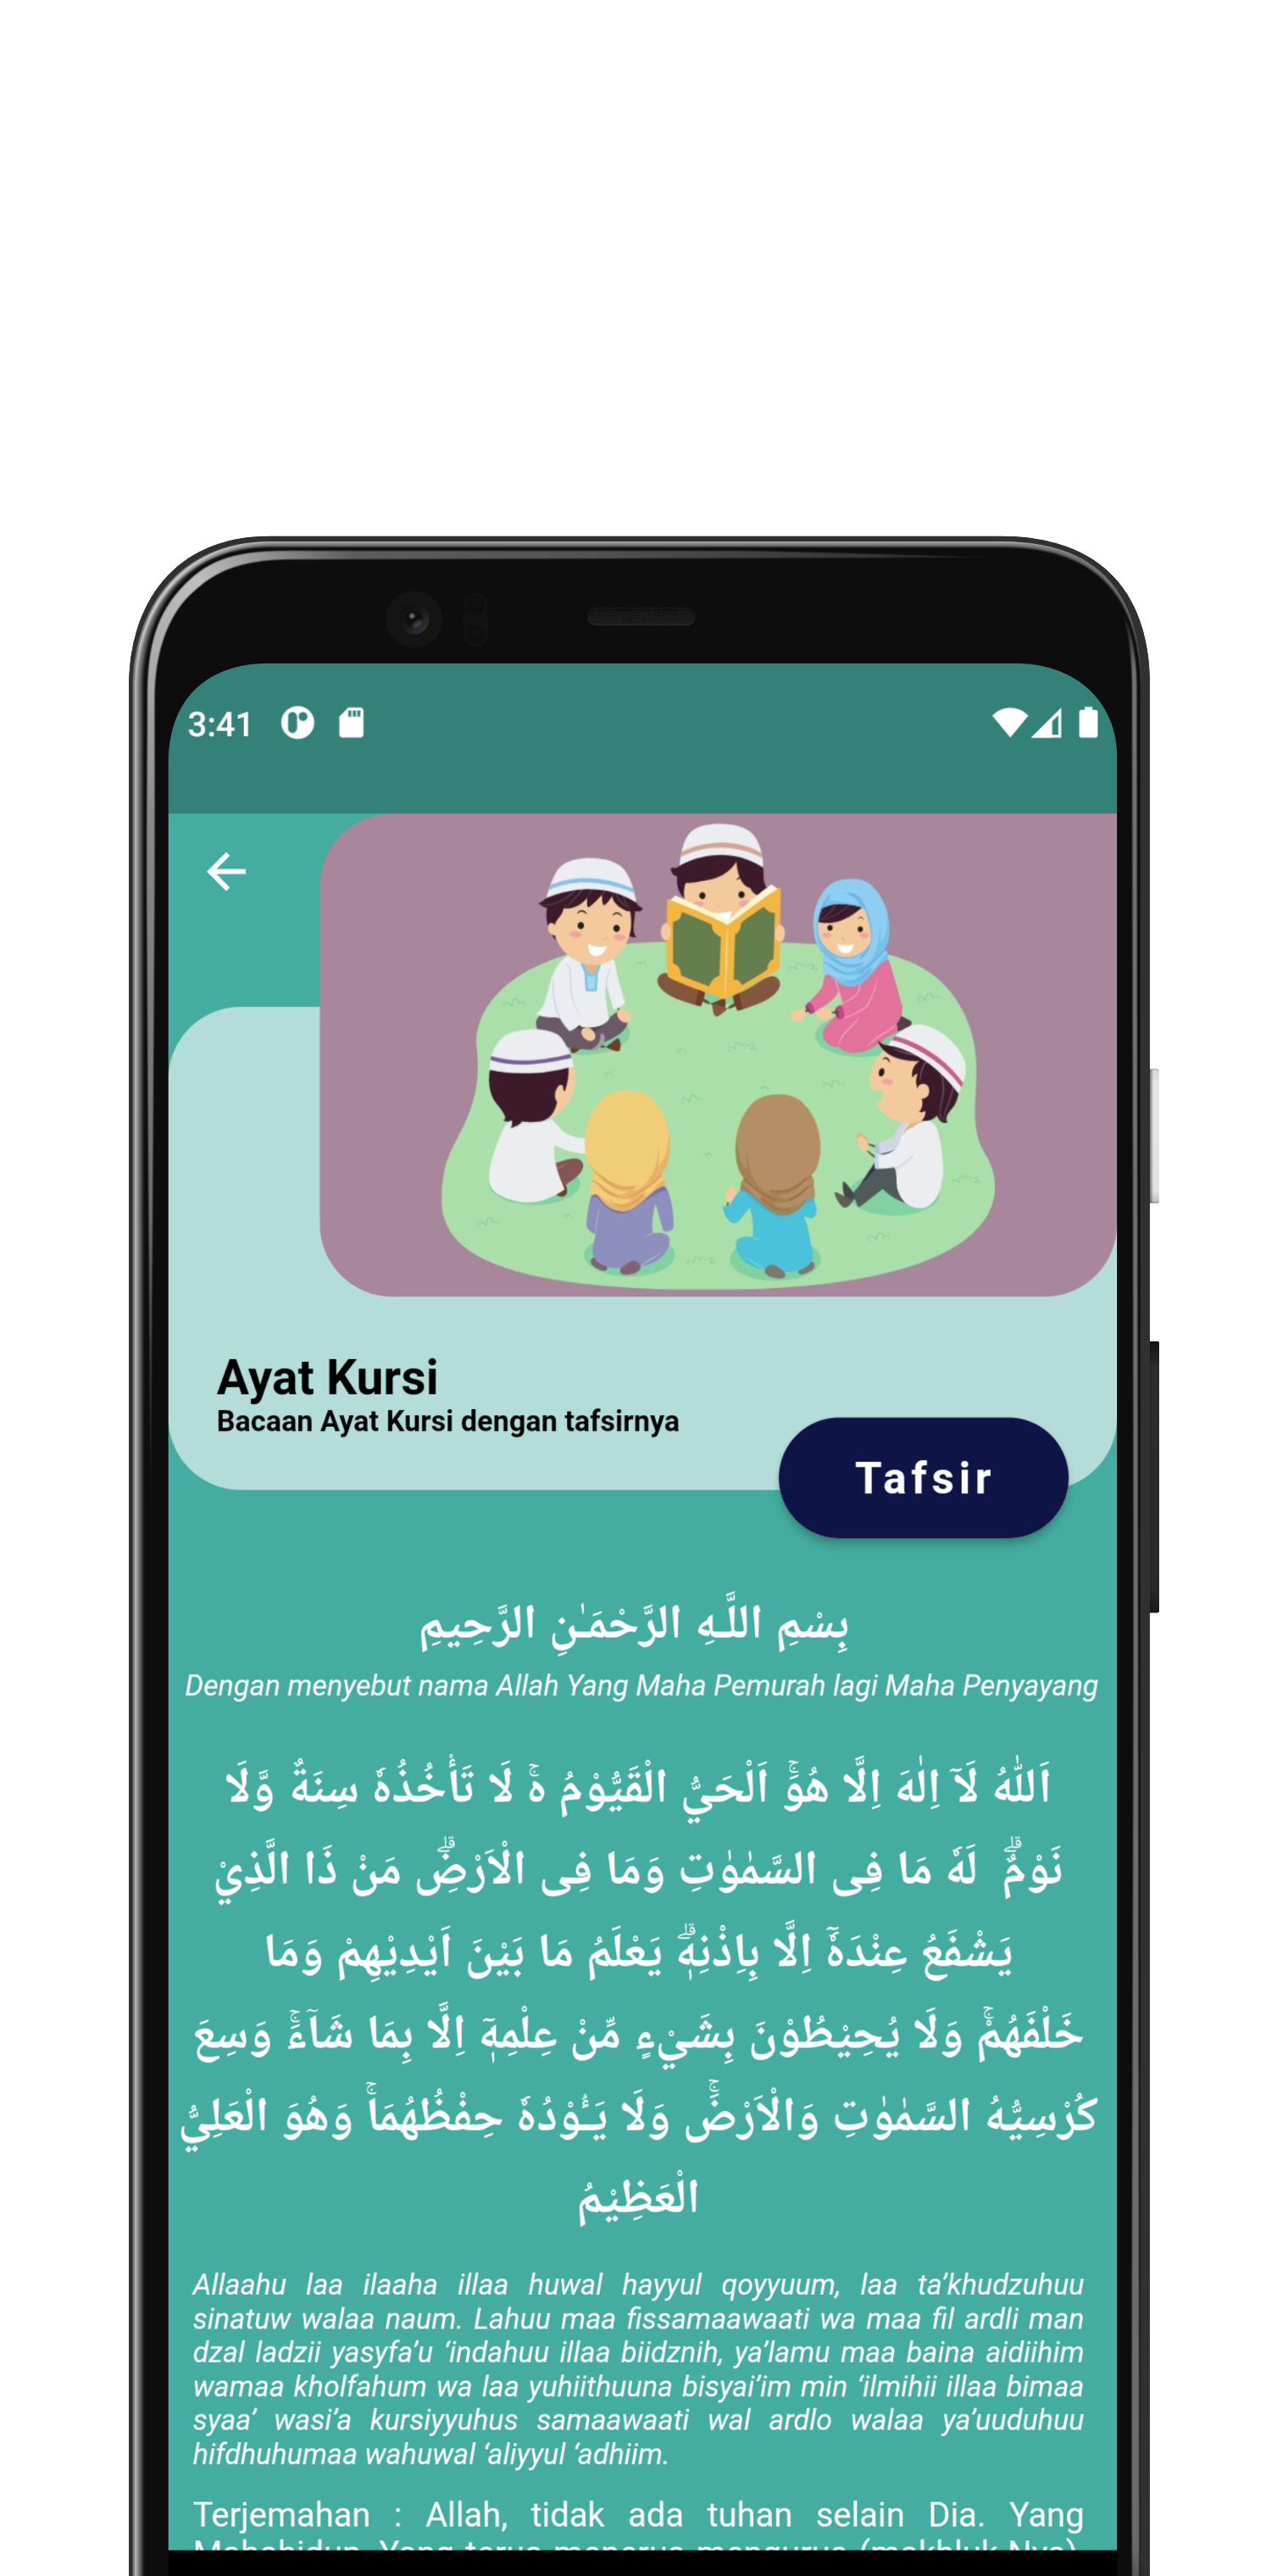 3:41
Ayat Kursi
Bacaan Ayat Kursi dengan tafsirnya
Tafsir
بِسْمِ اللَّـهِ الرَّحْمَـٰنِ الرَّحِيمِ
Dengan menyebut nama Allah Yang Maha Pemurah lagi Maha Penyayang
اَللّٰهُ لَآ اِلٰهَ اِلَّا هُوَۚ اَلْحَيُّ الْقَيُّوْمُ ەۚ لَا تَأْخُذُهٗ سِنَةٌ وَّلَا
نَوْمٌۗ لَهٗ مَا فِى السَّمٰوٰتِ وَمَا فِى الْاَرْضِۗ مَنْ ذَا الَّذِيْ
يَشْفَعُ عِنْدَهٗٓ اِلَّا بِاِذْنِهٖۗ يَعْلَمُ مَا بَيْنَ اَيْدِيْهِمْ وَمَا
خَلْفَهُمْۚ وَلَا يُحِيْطُوْنَ بِشَيْءٍ مِّنْ عِلْمِهٖٓ اِلَّا بِمَا شَاۤءَۚ وَسِعَ
كُرْسِيُّهُ السَّمٰوٰتِ وَالْاَرْضَۚ وَلَا يَـُٔوْدُهٗ حِفْظُهُمَاۚ وَهُوَ الْعَلِيُّ
الْعَظِيْمُ
Allaahu laa ilaaha illaa huwal hayyul qoyyuum, laa ta’khudzuhuu
sinatuw walaa naum. Lahuu maa fissamaawaati wa maa fil ardli man
dzal ladzii yasyfa’u ‘indahuu illaa biidznih, ya’lamu maa baina aidiihim
wamaa kholfahum wa laa yuhiithuuna bisyai’im min ‘ilmihii illaa bimaa
syaa’ wasi’a kursiyyuhus samaawaati wal ardlo walaa ya’uuduhuu
hifdhuhumaa wahuwal ‘aliyyul ‘adhiim.
Terjemahan : Allah, tidak ada tuhan selain Dia. Yang